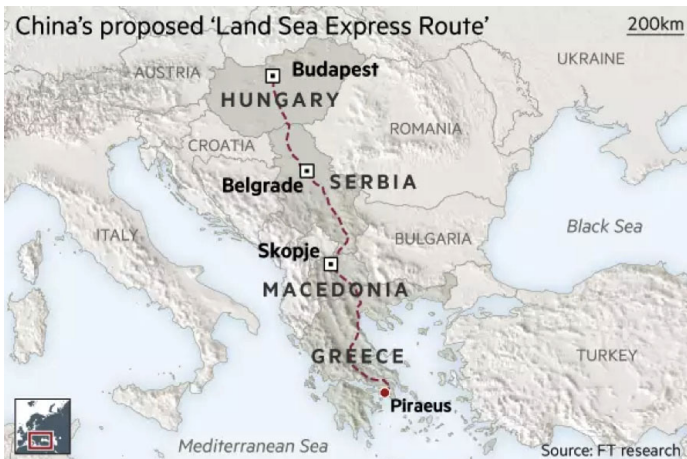 China's proposed 'Land Sea Express Route'
200km
UKRAINE
AUSTRIA
Budapest
HUNGARY
ROMANIA
CROATIA
Belgrade
SERBIA
ITALY
Black Sea
BULGARIA
Skopje
MACEDONIA
GREECE
TURKEY
Piraeus
Mediterranean Sea
Source: FT research